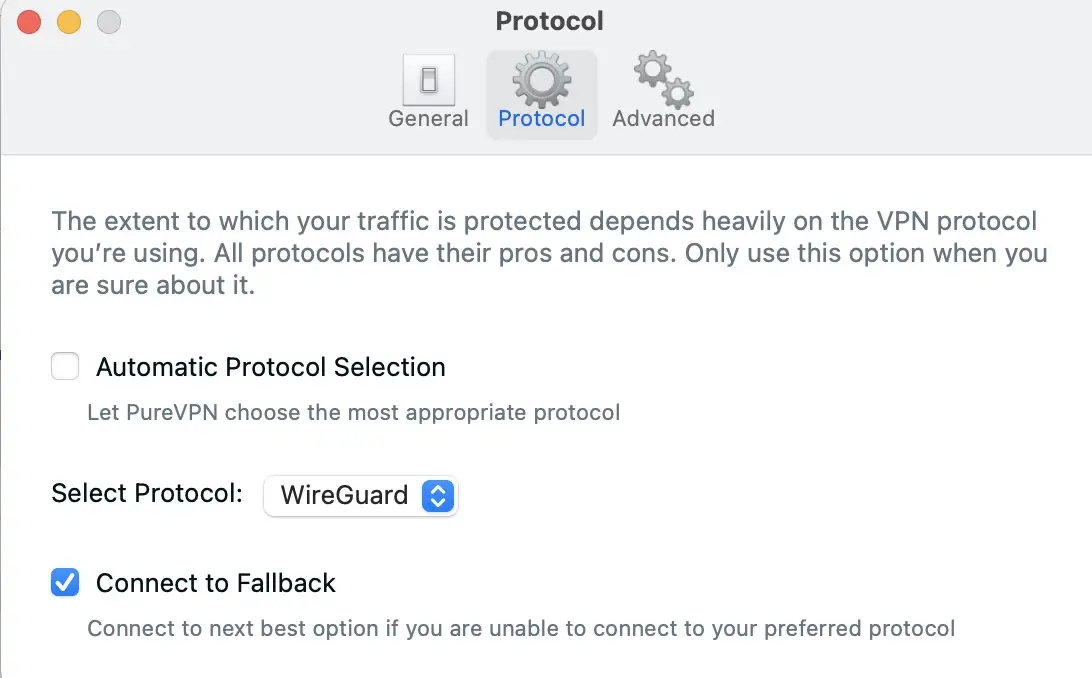 Protocol
General
Protocol
Advanced
The extent to which your traffic is protected depends heavily on the VPN protocol
you’re using. All protocols have their pros and cons. Only use this option when you
are sure about it.
Automatic Protocol Selection
Let PureVPN choose the most appropriate protocol
Select Protocol: WireGuard
Connect to Fallback
Connect to next best option if you are unable to connect to your preferred protocol